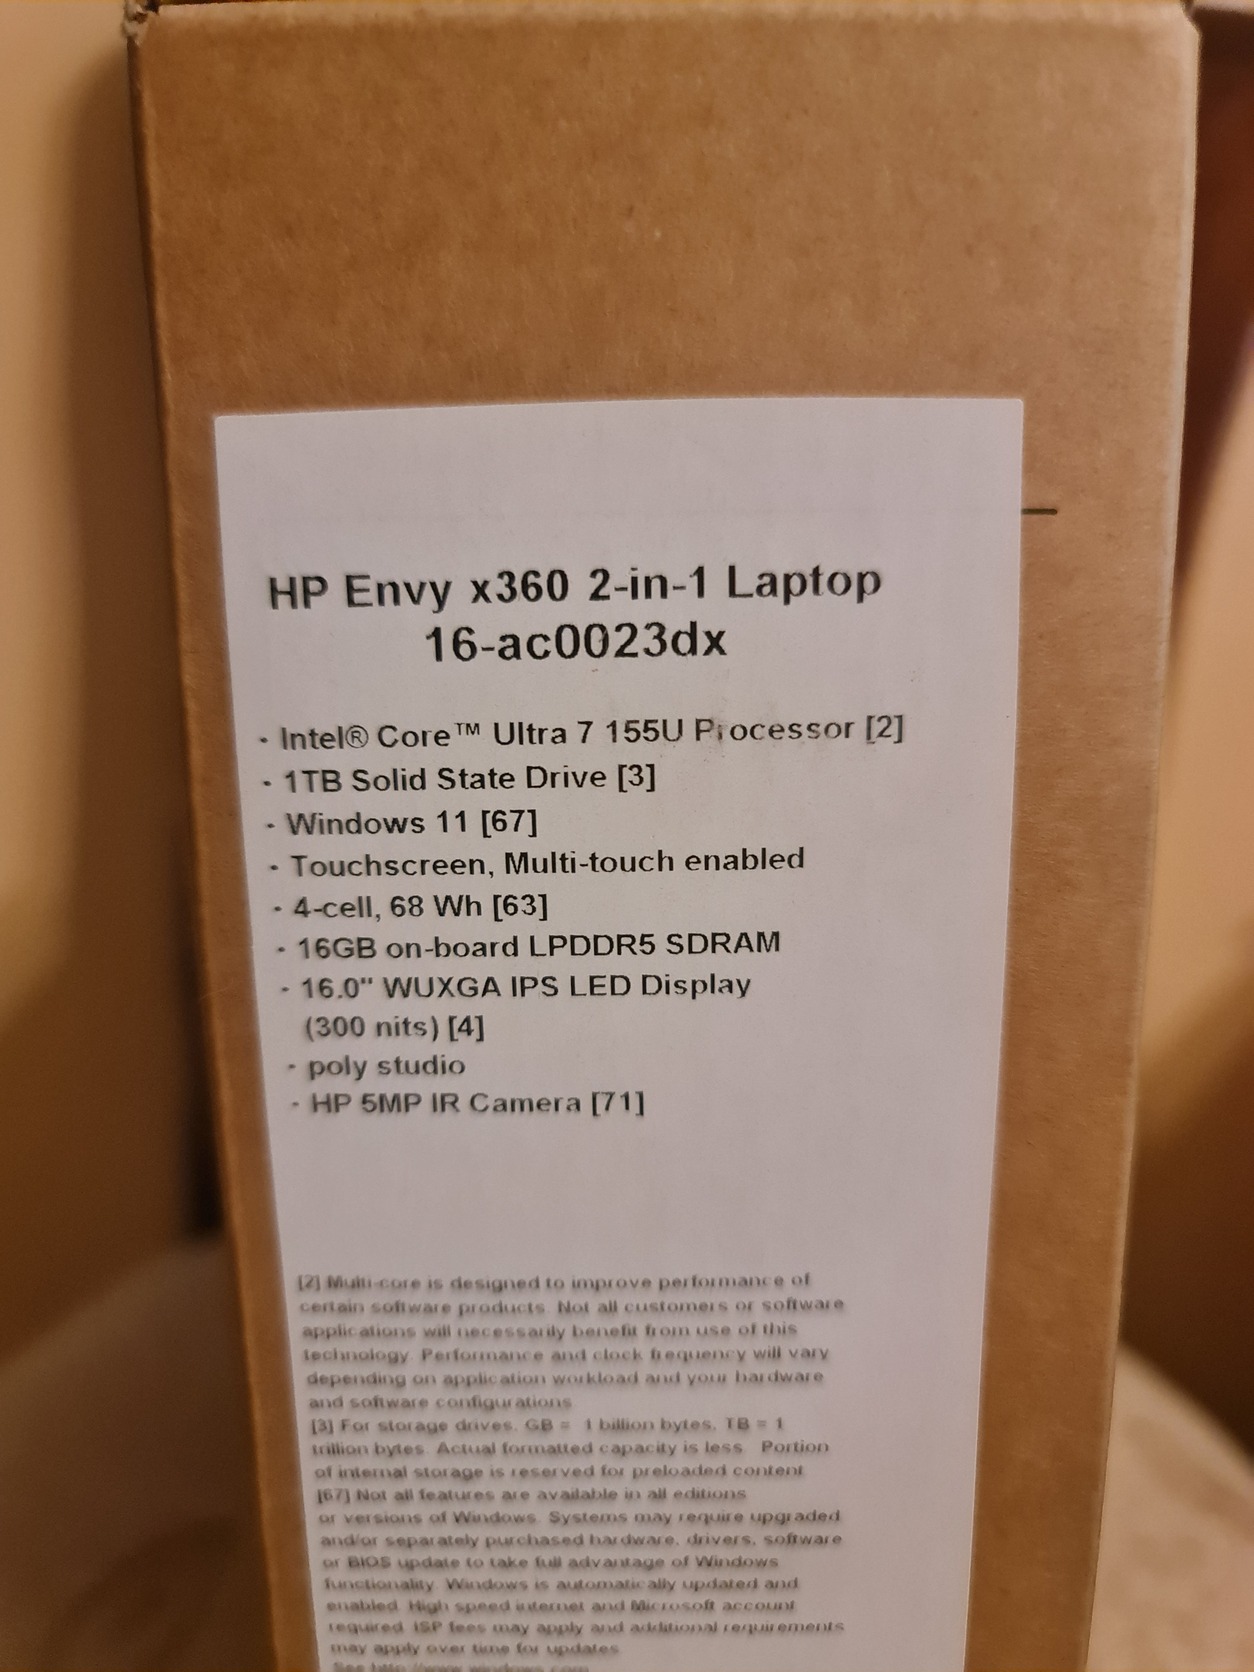 HP Envy x360 2-in-1 Laptop
16-ac0023dx
· Intel® Core™ Ultra 7 155U Processor [2]
· 1TB Solid State Drive [3]
· Windows 11 [67]
· Touchscreen, Multi-touch enabled
· 4-cell, 68 Wh [63]
· 16GB on-board LPDDR5 SDRAM
· 16.0" WUXGA IPS LED Display
(300 nits) [4]
· poly studio
· HP 5MP IR Camera [71]
[2] Multi-core is designed to improve performance of
certain software products. Not all customers or software
applications will necessarily benefit from use of this
technology. Performance and clock frequency will vary
depending on application workload and your hardware
and software configurations
[3] For storage drives, GB = 1 billion bytes, TB = 1
trillion bytes. Actual formatted capacity is less. Portion
of internal storage is reserved for preloaded content
[67] Not all features are available in all editions
or versions of Windows. Systems may require upgraded
and/or separately purchased hardware, drivers, software
or BIOS update to take full advantage of Windows
functionality. Windows is automatically updated and
enabled. High speed internet and Microsoft account
required. ISP fees may apply and additional requirements
may apply over time for updates
See http://www.windows.com